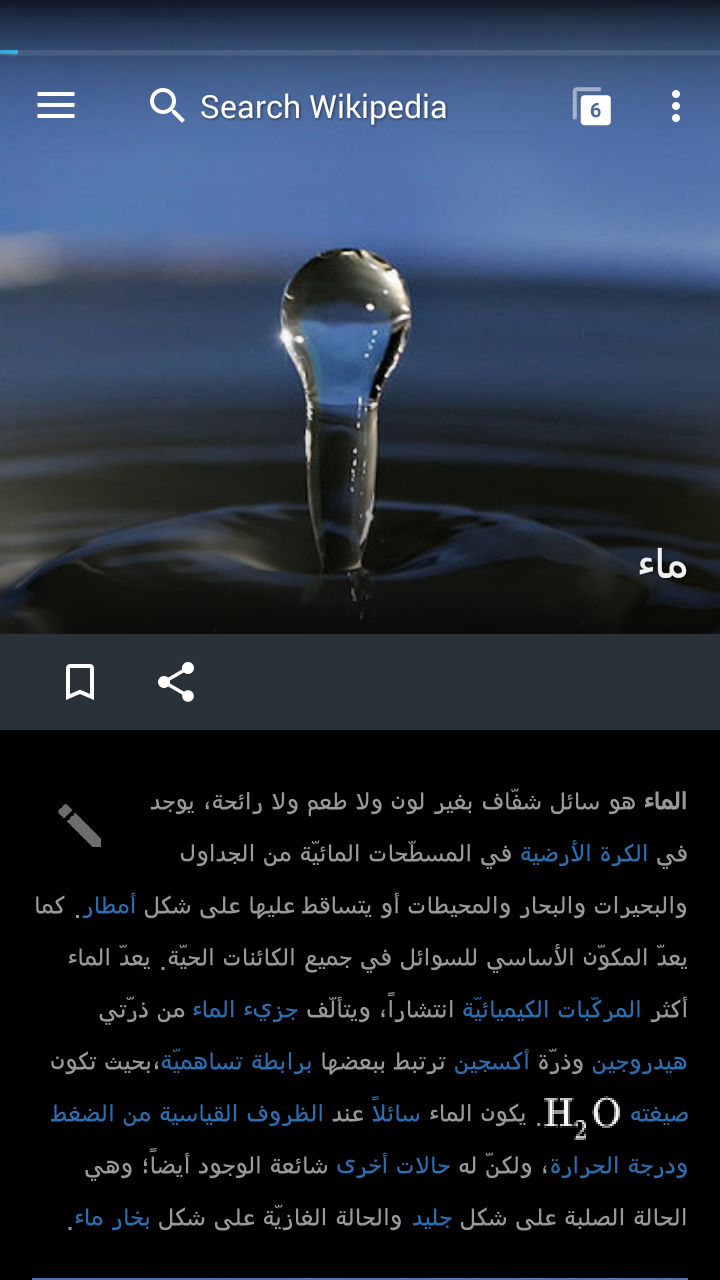 Search Wikipedia
6
ماء
الماء هو سائل شفّاف بغير لون ولا طعم ولا رائحة، يوجد
في الكرة الأرضية في المسطّحات المائيّة من الجداول
والبحيرات والبحار والمحيطات أو يتساقط عليها على شكل أمطار. كما
يعدّ المكوّن الأساسي للسوائل في جميع الكائنات الحيّة. يعدّ الماء
أكثر المركّبات الكيميائيّة انتشاراً، ويتألّف جزيء الماء من ذرّتي
هيدروجين وذرّة أكسجين ترتبط ببعضها برابطة تساهميّة،بحيث تكون
صيغته H₂O. يكون الماء سائلاً عند الظروف القياسية من الضغط
ودرجة الحرارة، ولكنّ له حالات أخرى شائعة الوجود أيضاً؛ وهي
الحالة الصلبة على شكل جليد والحالة الغازيّة على شكل بخار ماء.